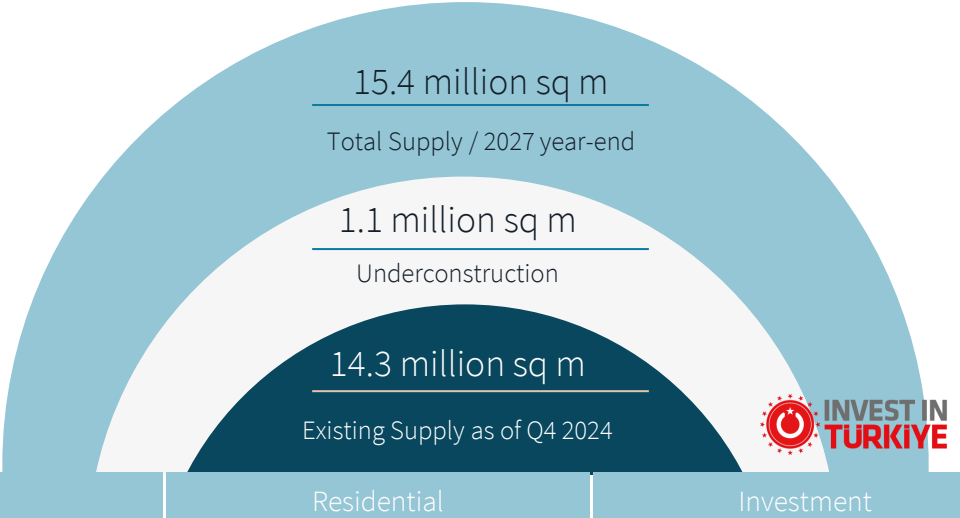 15.4 million sq m
Total Supply / 2027 year-end
1.1 million sq m
Underconstruction
14.3 million sq m
Existing Supply as of Q4 2024
INVEST IN
TÜRKİYE
Residential
Investment